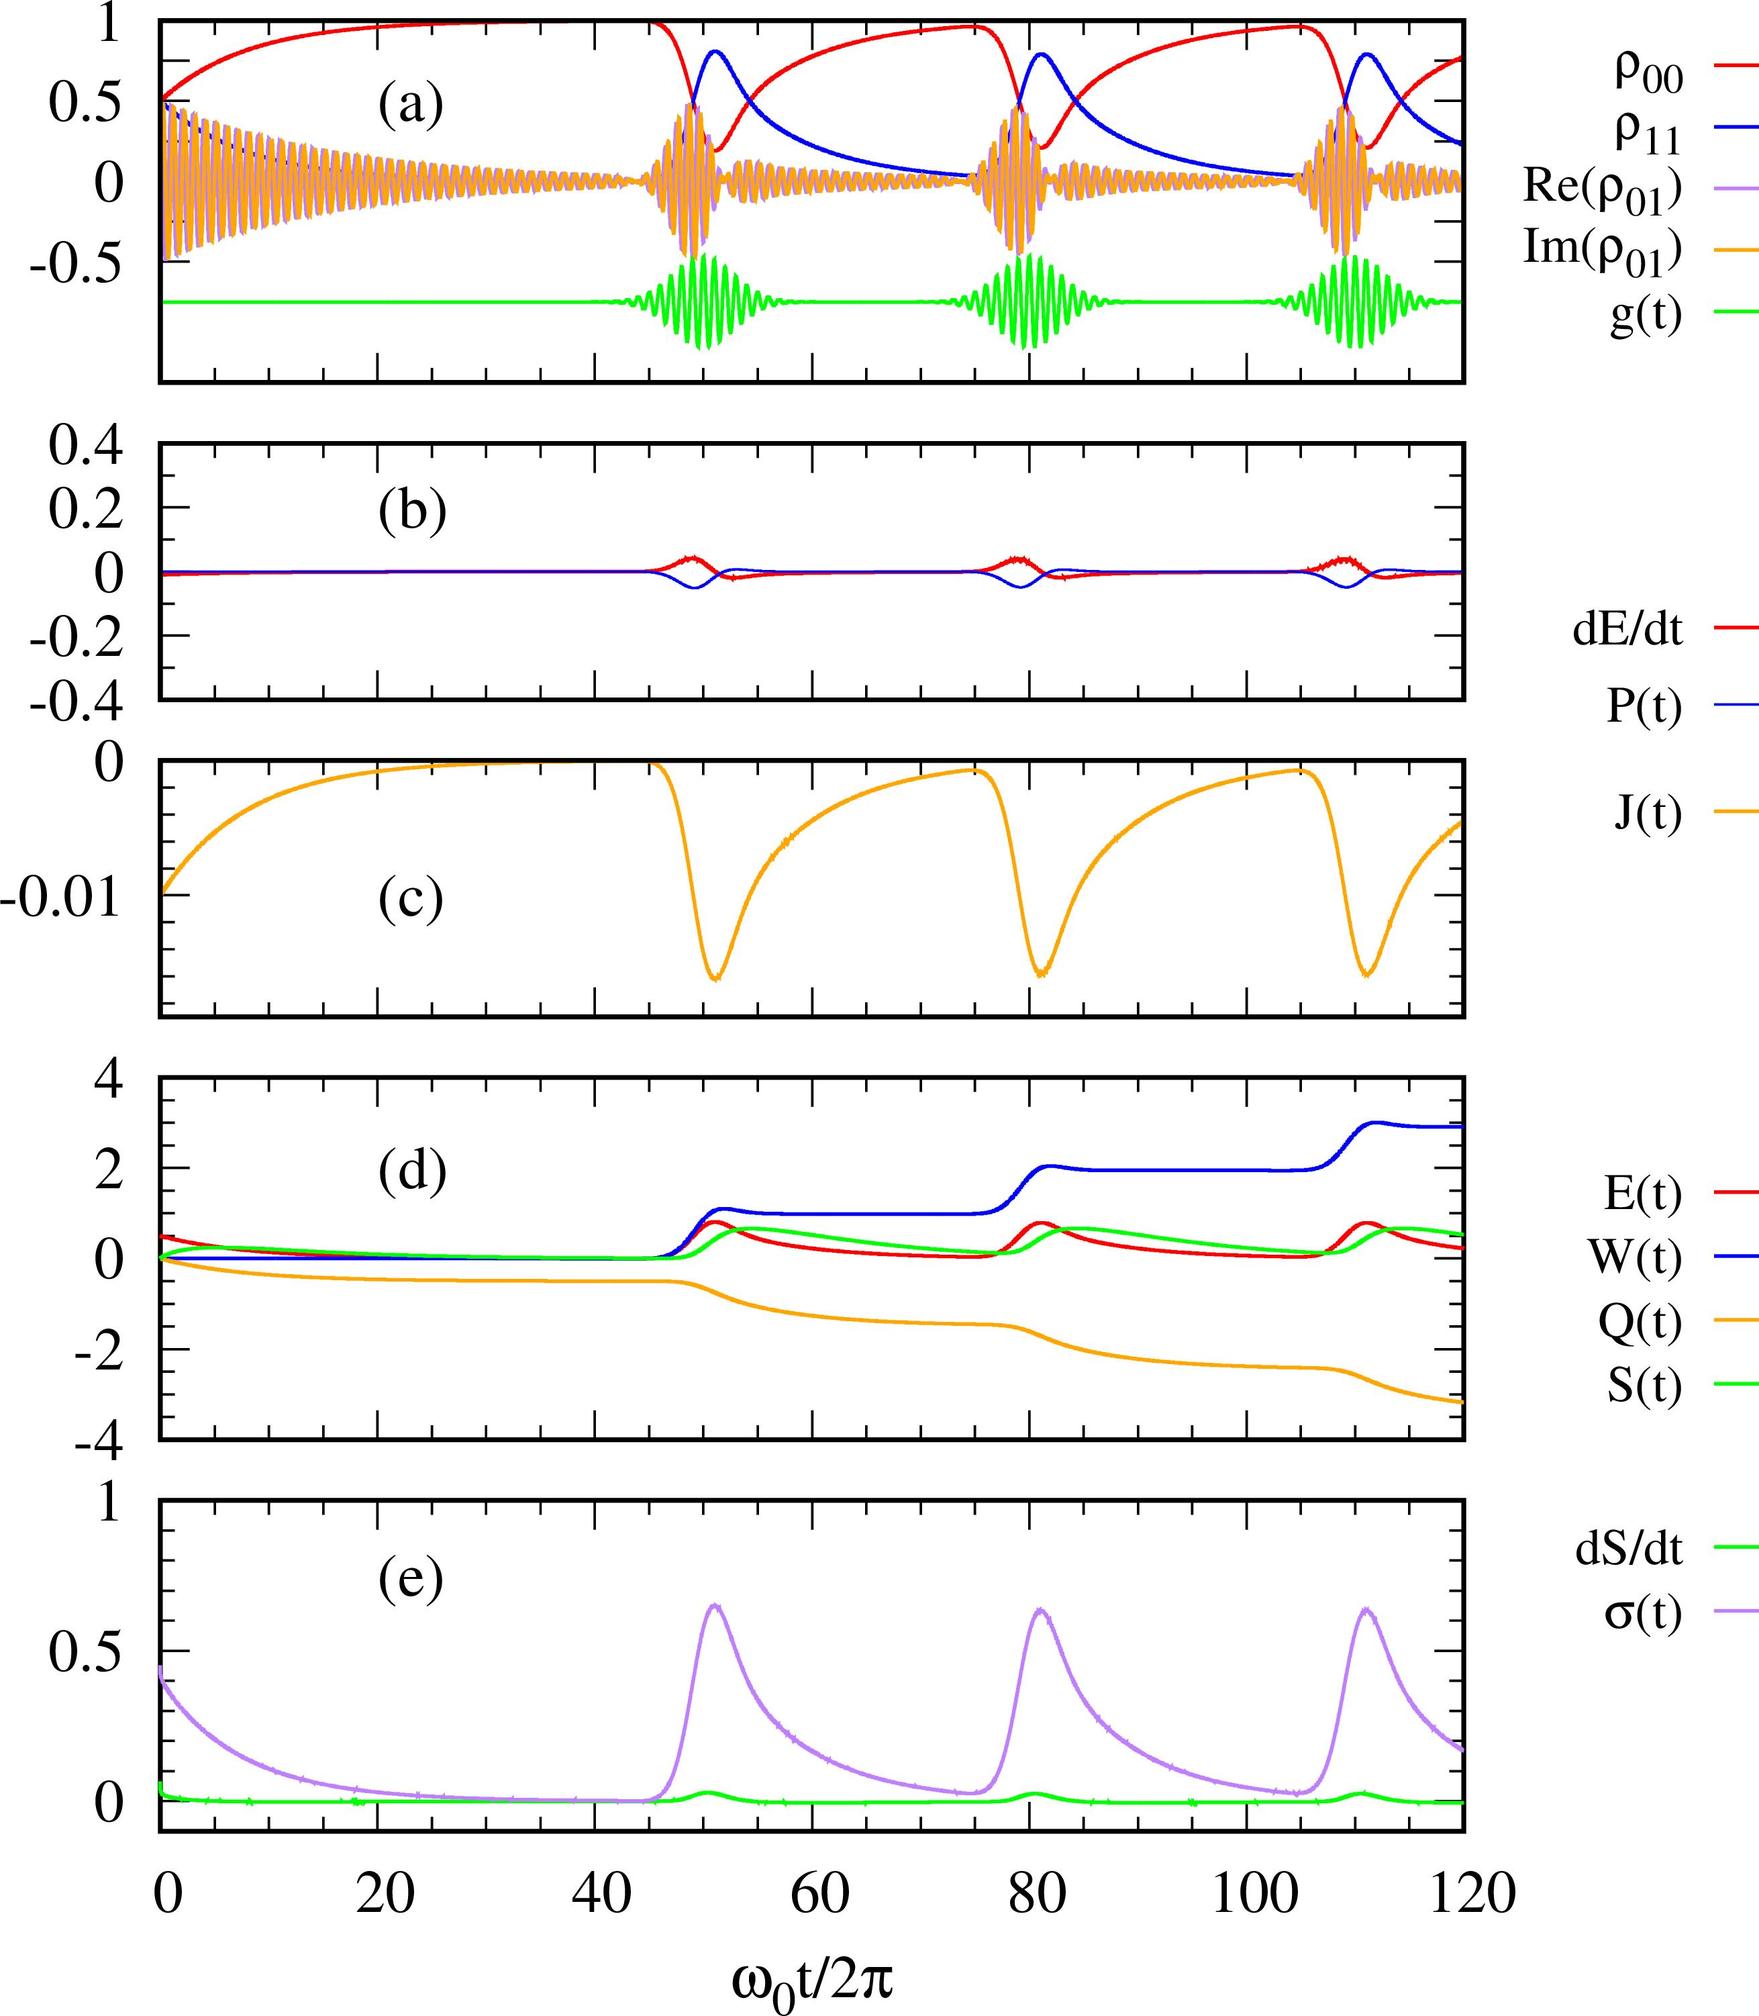 1
0.5
0
-0.5
(a)
ρ00
ρ11
Re(ρ01)
Im(ρ01)
g(t)
0.4
0.2
0
-0.2
-0.4
(b)
dE/dt
P(t)
0
-0.01
(c)
J(t)
4
2
0
-2
-4
(d)
E(t)
W(t)
Q(t)
S(t)
1
0.5
0
(e)
dS/dt
σ(t)
0 20 40 60 80 100 120
ω0t/2π